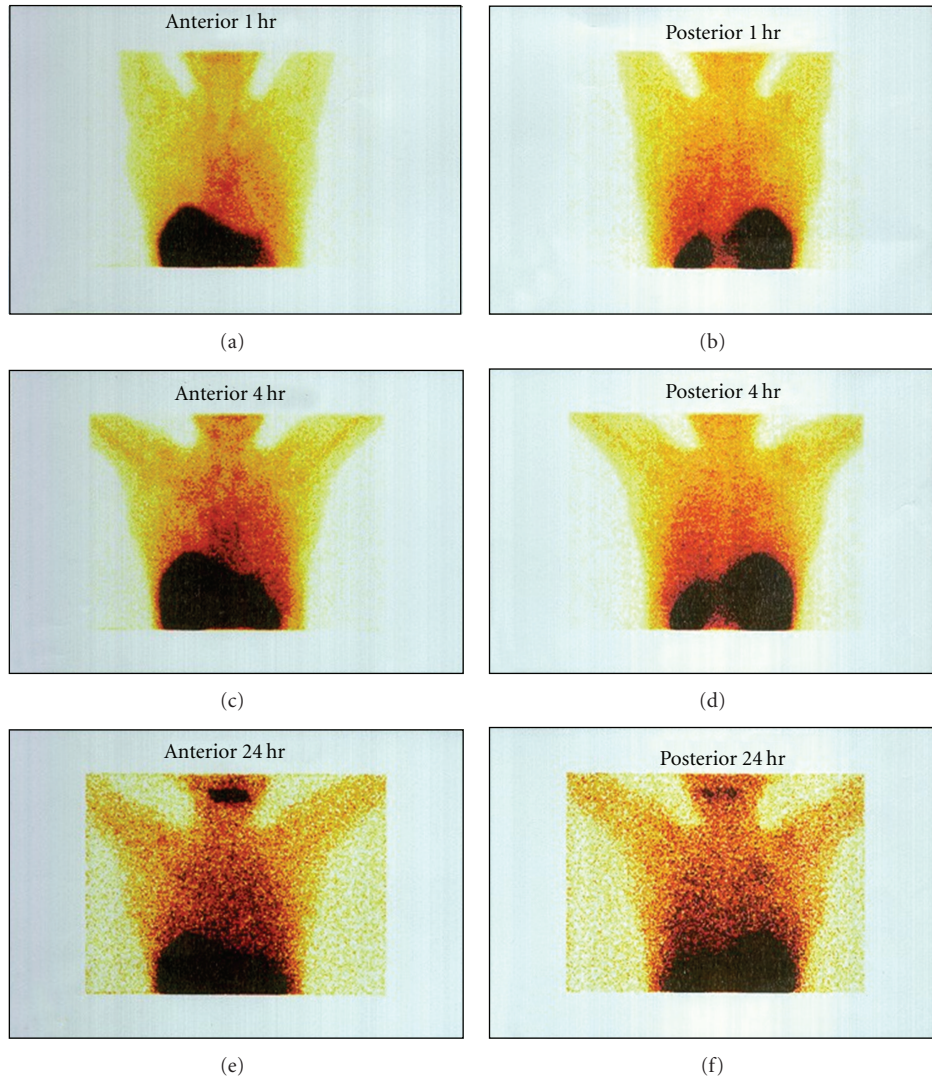 Anterior 1 hr
Posterior 1 hr
(a)
(b)
Anterior 4 hr
Posterior 4 hr
(c)
(d)
Anterior 24 hr
Posterior 24 hr
(e)
(f)